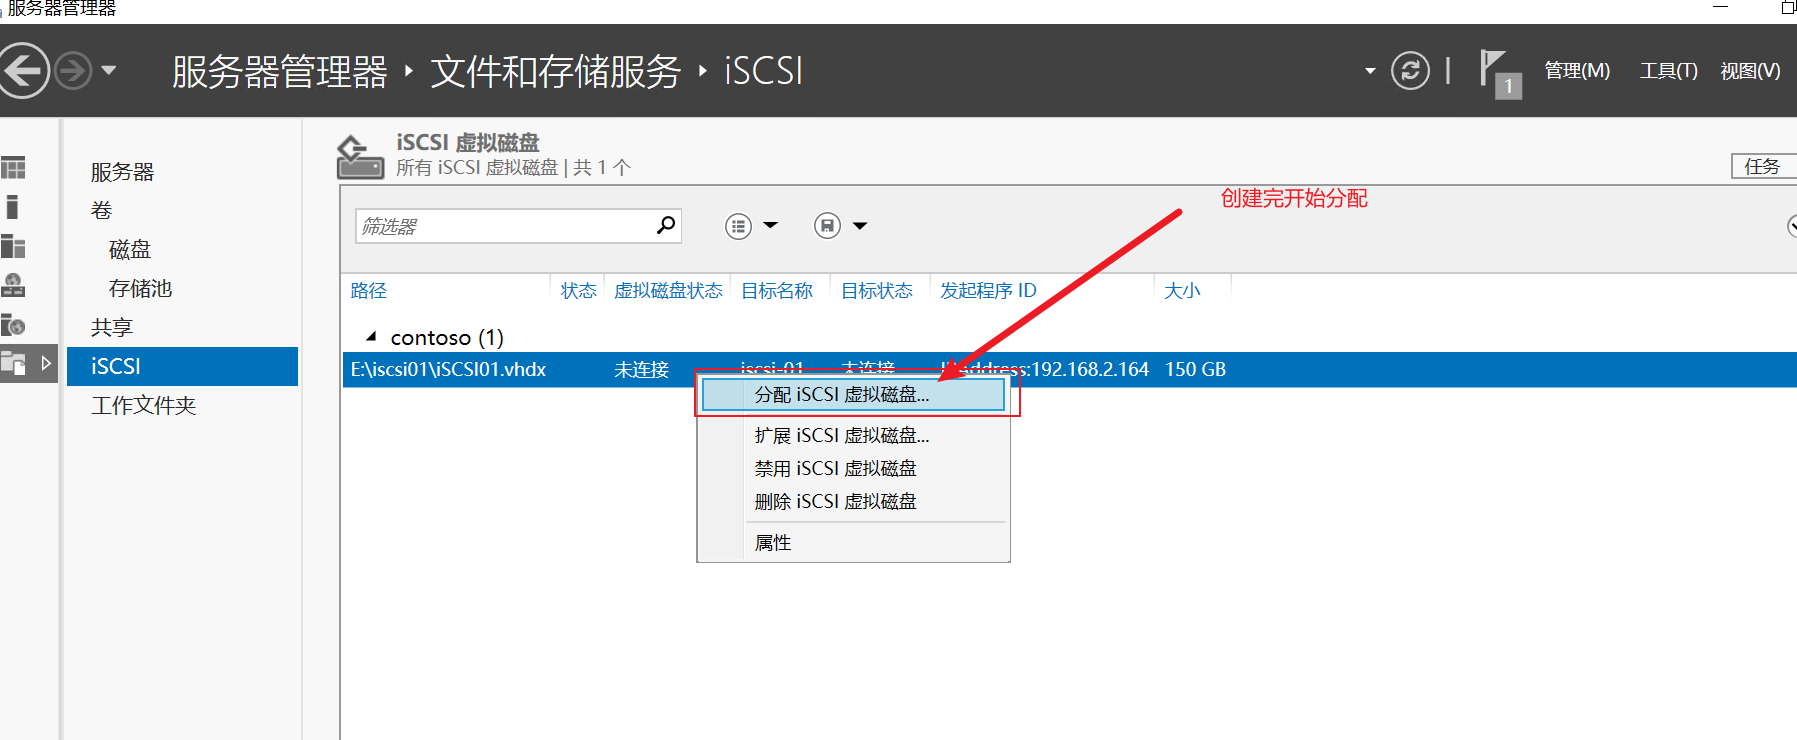 服务器管理器
服务器管理器 ‣ 文件和存储服务 ‣ iSCSI
1
管理(M) 工具(T) 视图(V)
服务器
卷
磁盘
存储池
共享
iSCSI
工作文件夹
iSCSI 虚拟磁盘
所有 iSCSI 虚拟磁盘 | 共 1 个
任务
创建完开始分配
筛选器
路径 状态 虚拟磁盘状态 目标名称 目标状态 发起程序 ID 大小
contoso (1)
E:\iscsi01\iSCSI01.vhdx 未连接 iscsi-01 未连接 IPAddress:192.168.2.164 150 GB
分配 iSCSI 虚拟磁盘...
扩展 iSCSI 虚拟磁盘...
禁用 iSCSI 虚拟磁盘
删除 iSCSI 虚拟磁盘
属性